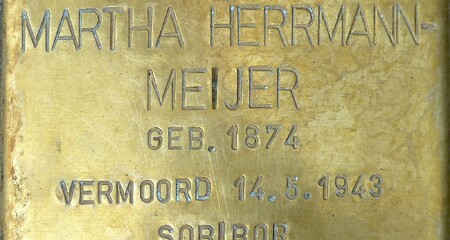 MARTHA HERRMANN-
MEIJER
GEB. 1874
VERMOORD 14.5.1943
SOBIBOR